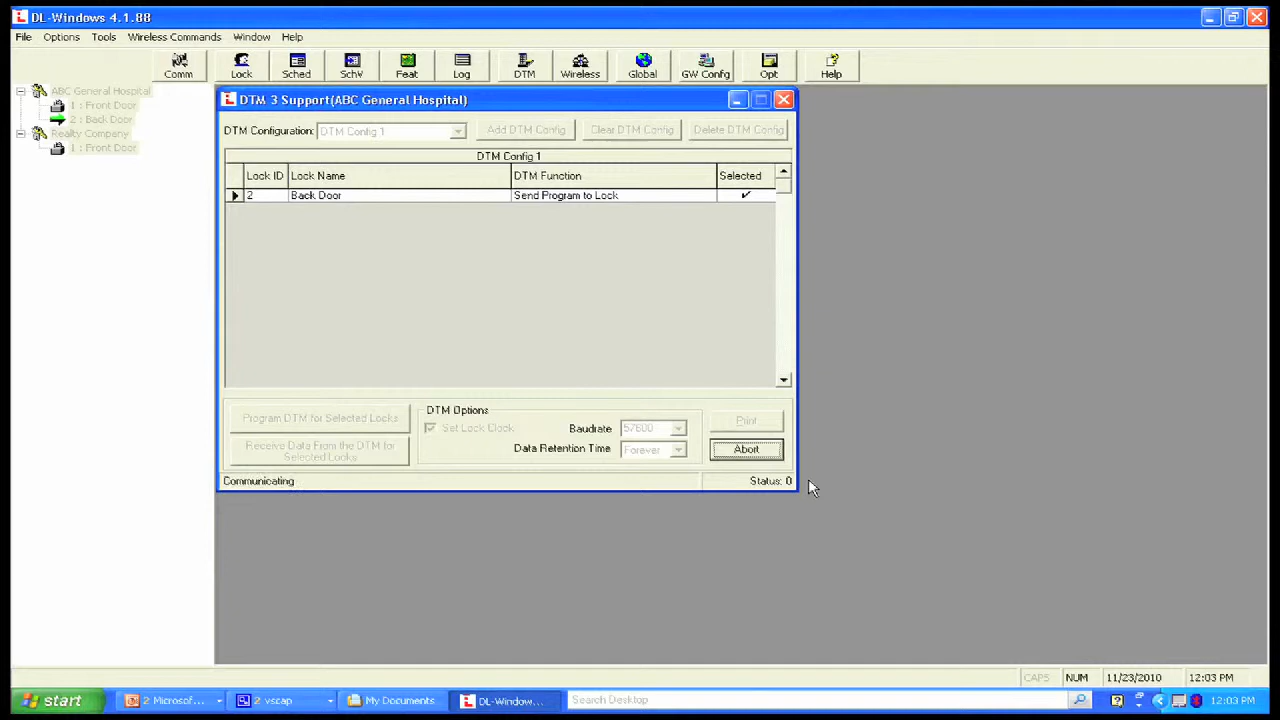 DL-Windows 4.1.88
File Options Tools Wireless Commands Window Help
Comm Lock Sched SchV Feat Log DTM Wireless Global GW Config Opt Help
ABC General Hospital
1 : Front Door
2 : Back Door
Realty Company
1 : Front Door
DTM 3 Support(ABC General Hospital)
DTM Configuration: DTM Config 1 Add DTM Config Clear DTM Config Delete DTM Config
DTM Config 1
Lock ID Lock Name DTM Function Selected
2 Back Door Send Program to Lock
Program DTM for Selected Locks
Receive Data From the DTM for
Selected Locks
DTM Options
Set Lock Clock Baudrate 57600
Data Retention Time Forever
Print
Abort
Communicating Status: 0
CAPS NUM 11/23/2010 12:03 PM
start 2 Microsof... 2 vscap My Documents DL-Window... Search Desktop 12:03 PM